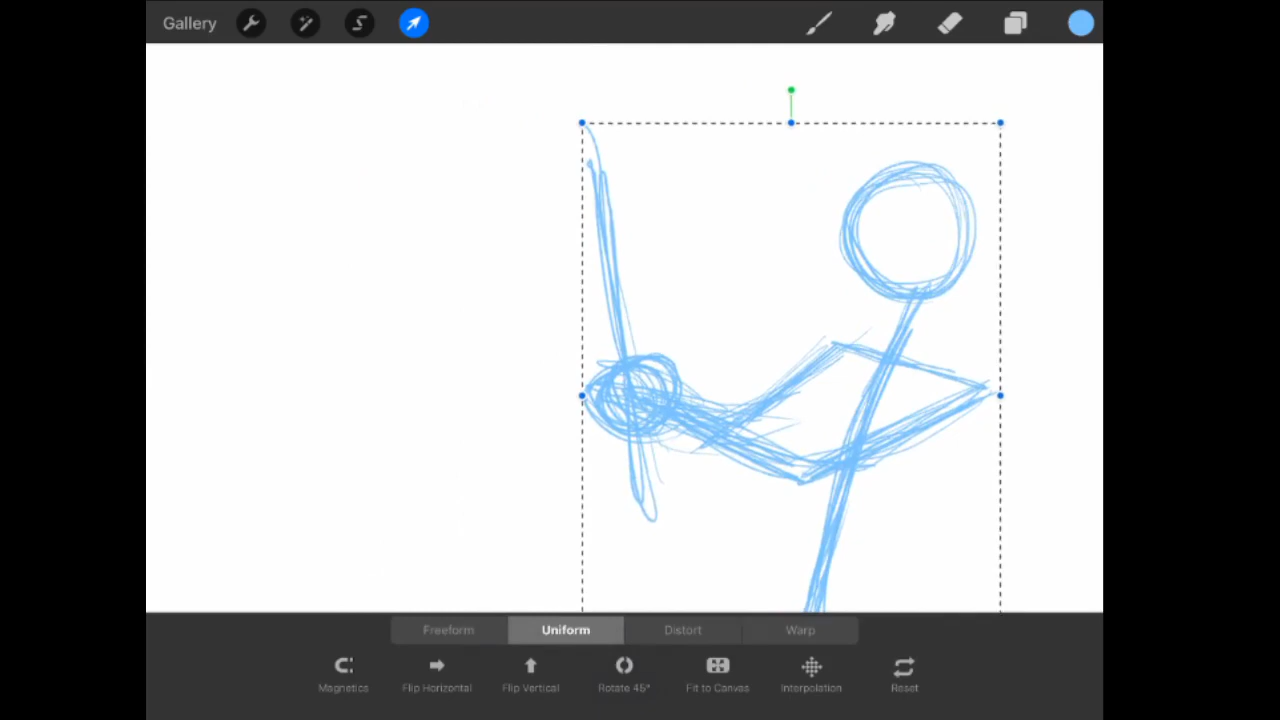 Gallery
Freeform Uniform Distort Warp
Magnetics Flip Horizontal Flip Vertical Rotate 45° Fit to Canvas Interpolation Reset